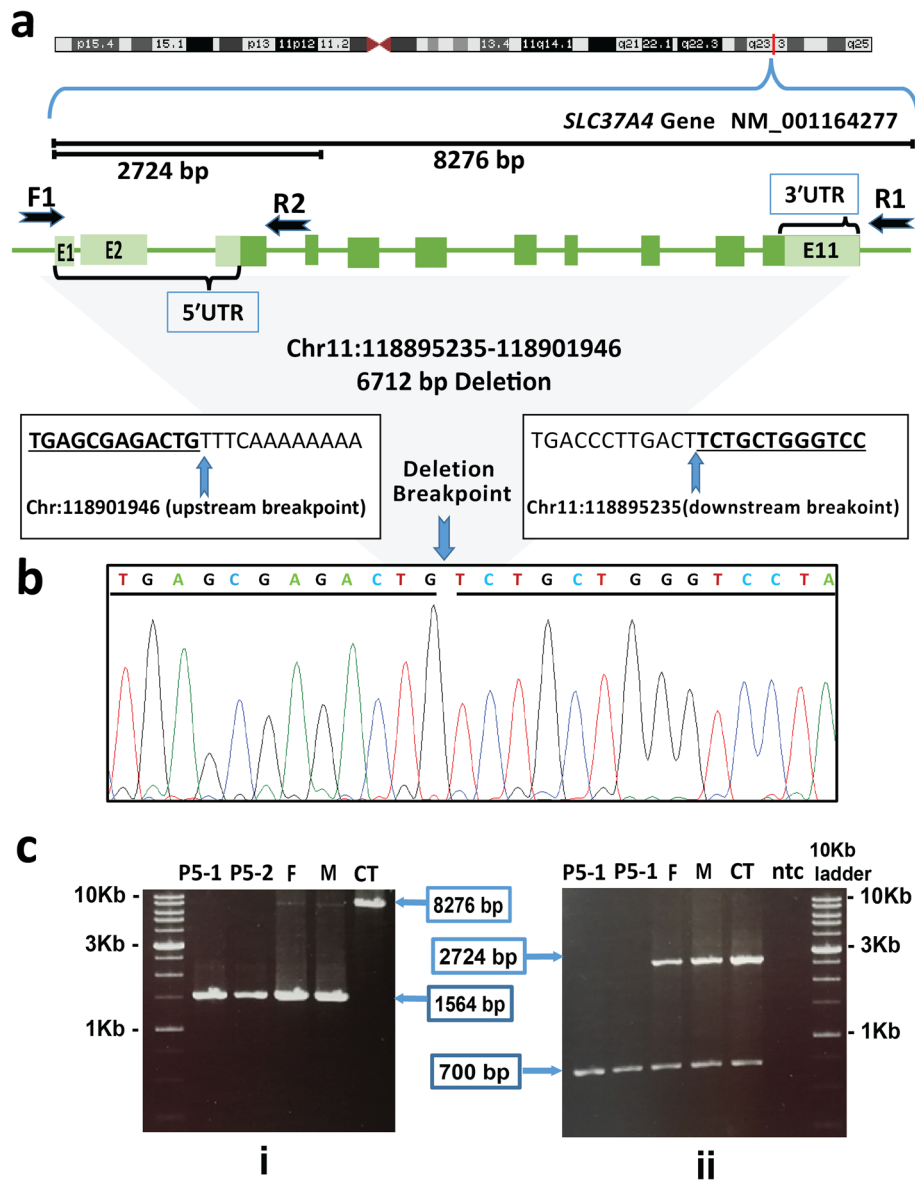 a
p15.4 15.1 p13 11p12 11.2 13.4 11q14.1 q21 22.1 q22.3 q23 3 q25
SLC37A4 Gene NM_001164277
2724 bp 8276 bp
F1 R2 3'UTR R1
E1 E2 E11
5'UTR
Chr11:118895235-118901946
6712 bp Deletion
TGAGCGAGACTGTTTCAAAAAAAA
Chr:118901946 (upstream breakpoint)
Deletion
Breakpoint
TGACCCTTGACTTCTGCTGGGTCC
Chr11:118895235(downstream breakoint)
b
T G A G C G A G A C T G T C T G C T G G G T C C T A
c
P5-1 P5-2 F M CT
10Kb -
3Kb -
1Kb -
8276 bp
2724 bp
1564 bp
700 bp
P5-1 P5-1 F M CT ntc 10Kb
ladder
- 10Kb
- 3Kb
- 1Kb
i
ii